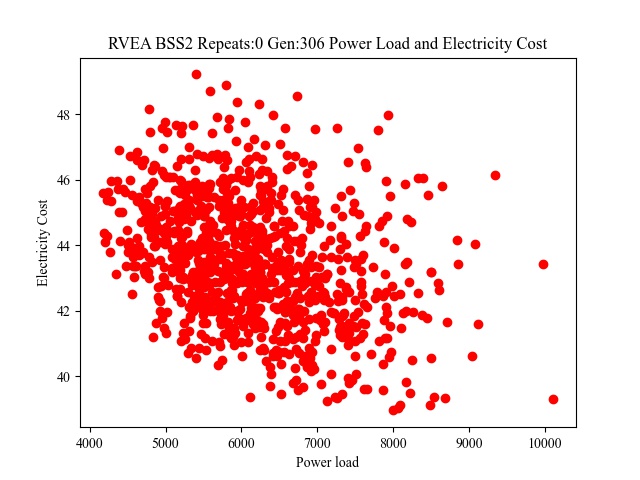 RVEA BSS2 Repeats:0 Gen:306 Power Load and Electricity Cost
48
46
44
42
40
Electricity Cost
4000 5000 6000 7000 8000 9000 10000
Power load